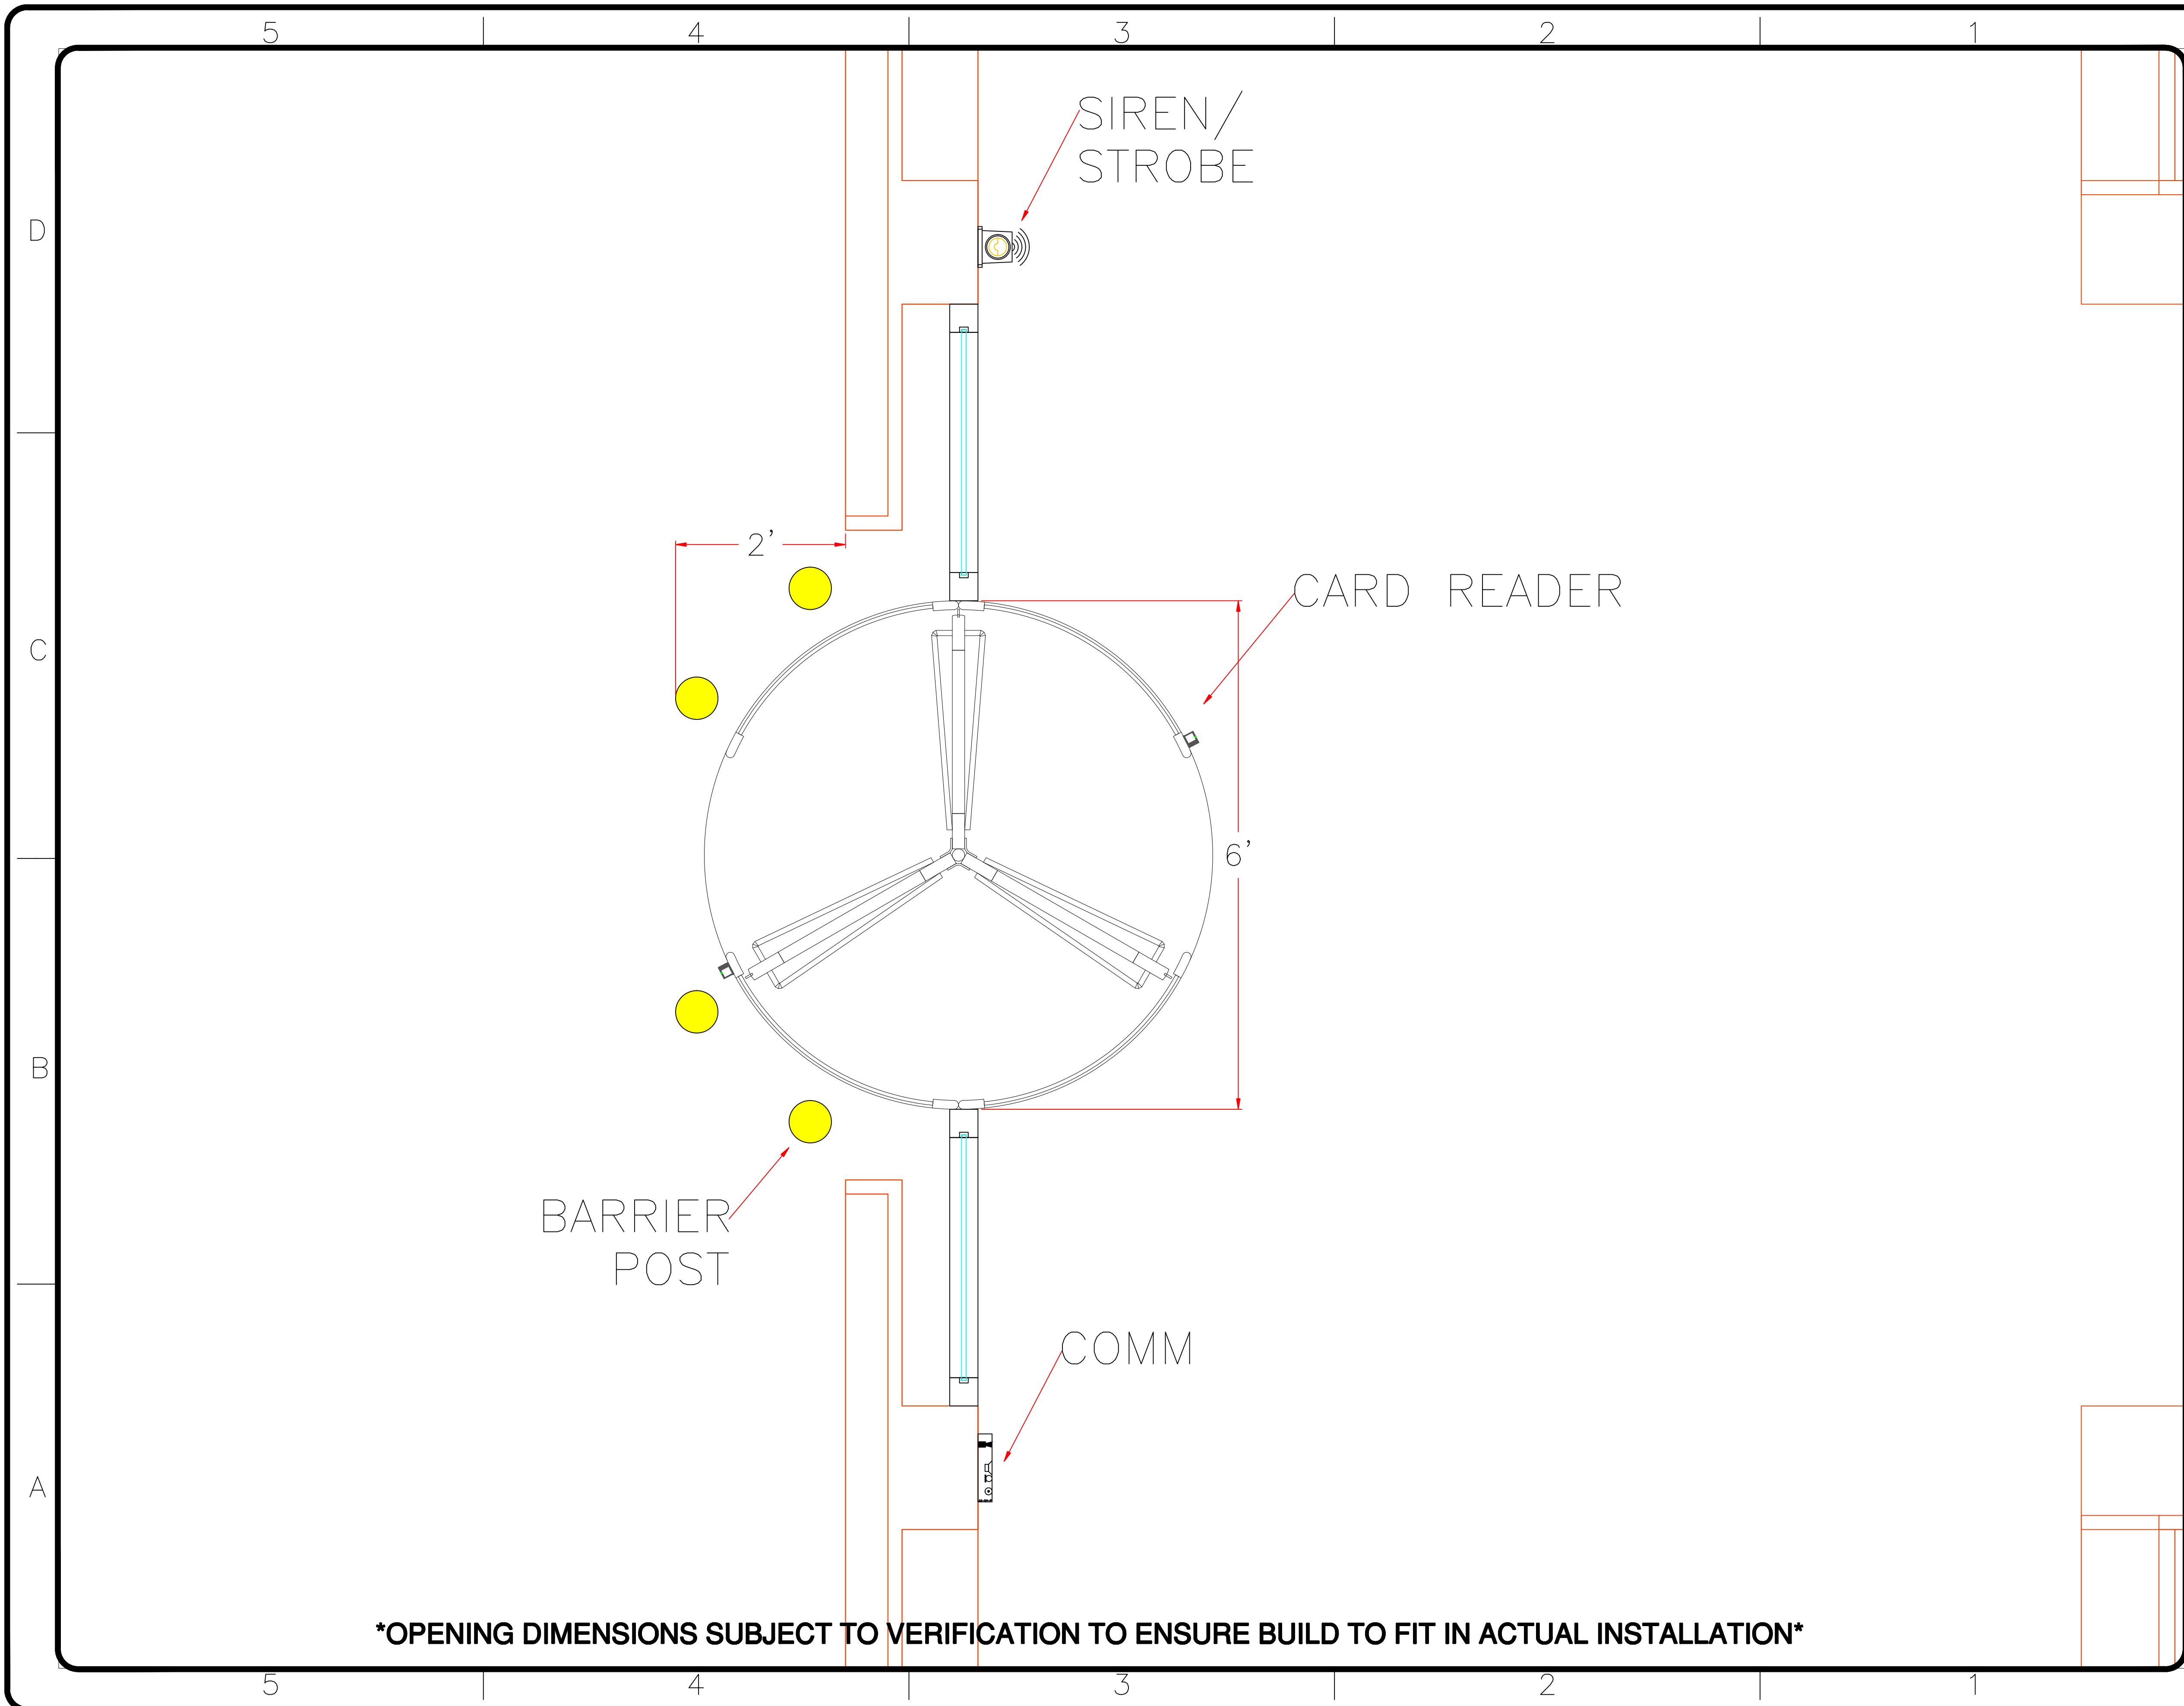 5 4 3 2 1
SIREN/
STROBE
D
2'
CARD READER
C
6'
B
BARRIER
POST
COMM
A
*OPENING DIMENSIONS SUBJECT TO VERIFICATION TO ENSURE BUILD TO FIT IN ACTUAL INSTALLATION*
5 4 3 2 1